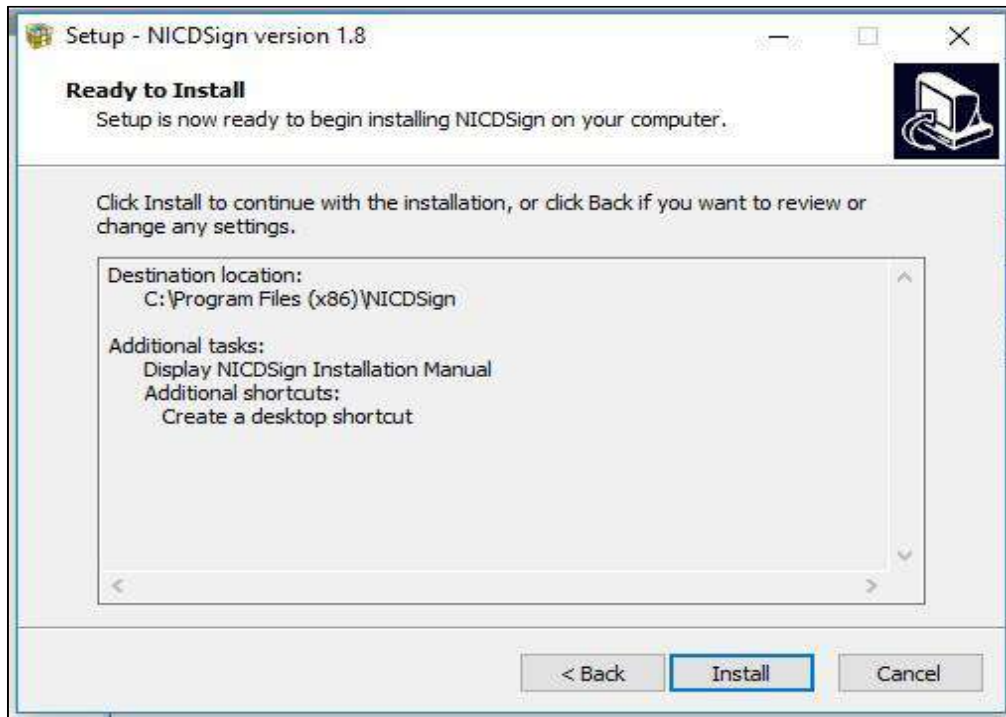 Setup - NICDSign version 1.8
Ready to Install
Setup is now ready to begin installing NICDSign on your computer.
Click Install to continue with the installation, or click Back if you want to review or
change any settings.
Destination location:
C:\Program Files (x86)\NICDSign
Additional tasks:
Display NICDSign Installation Manual
Additional shortcuts:
Create a desktop shortcut
< Back
Install
Cancel